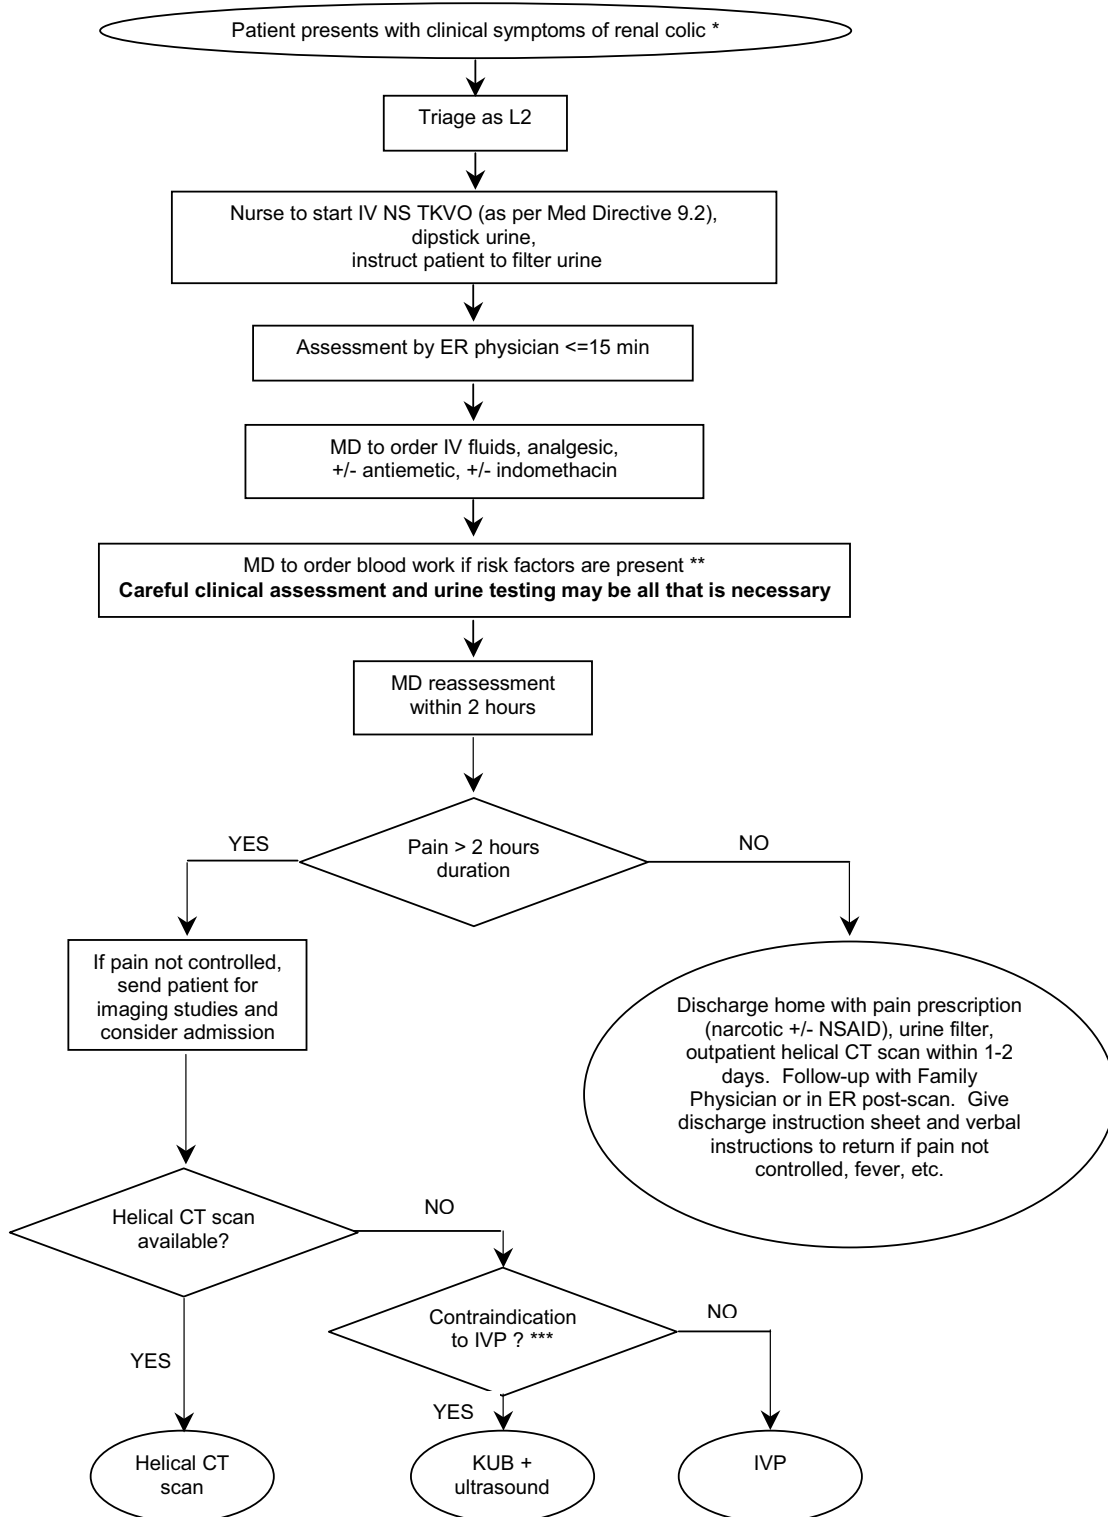 Patient presents with clinical symptoms of renal colic *
Triage as L2
Nurse to start IV NS TKVO (as per Med Directive 9.2),
dipstick urine,
instruct patient to filter urine
Assessment by ER physician <=15 min
MD to order IV fluids, analgesic,
+/- antiemetic, +/- indomethacin
MD to order blood work if risk factors are present **
Careful clinical assessment and urine testing may be all that is necessary
MD reassessment
within 2 hours
Pain > 2 hours
duration
YES
NO
If pain not controlled,
send patient for
imaging studies and
consider admission
Discharge home with pain prescription
(narcotic +/- NSAID), urine filter,
outpatient helical CT scan within 1-2
days.  Follow-up with Family
Physician or in ER post-scan.  Give
discharge instruction sheet and verbal
instructions to return if pain not
controlled, fever, etc.
Helical CT scan
available?
NO
YES
Contraindication
to IVP ? ***
NO
YES
Helical CT
scan
KUB +
ultrasound
IVP